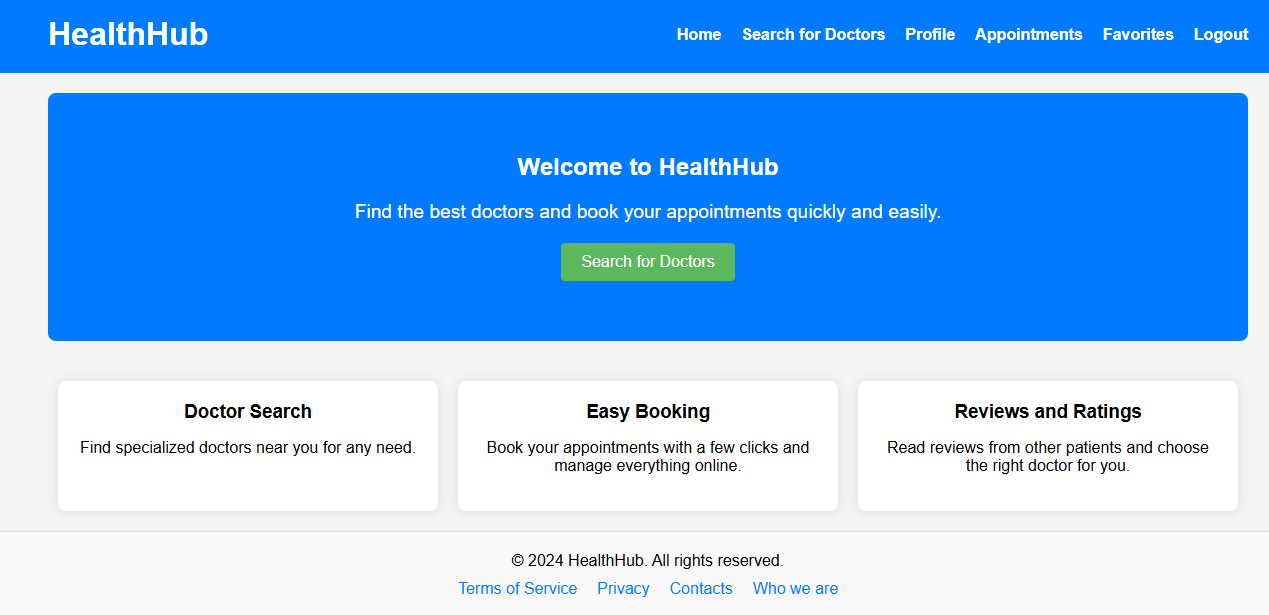 HealthHub
Home Search for Doctors Profile Appointments Favorites Logout
Welcome to HealthHub
Find the best doctors and book your appointments quickly and easily.
Search for Doctors
Doctor Search
Find specialized doctors near you for any need.
Easy Booking
Book your appointments with a few clicks and
manage everything online.
Reviews and Ratings
Read reviews from other patients and choose
the right doctor for you.
© 2024 HealthHub. All rights reserved.
Terms of Service Privacy Contacts Who we are